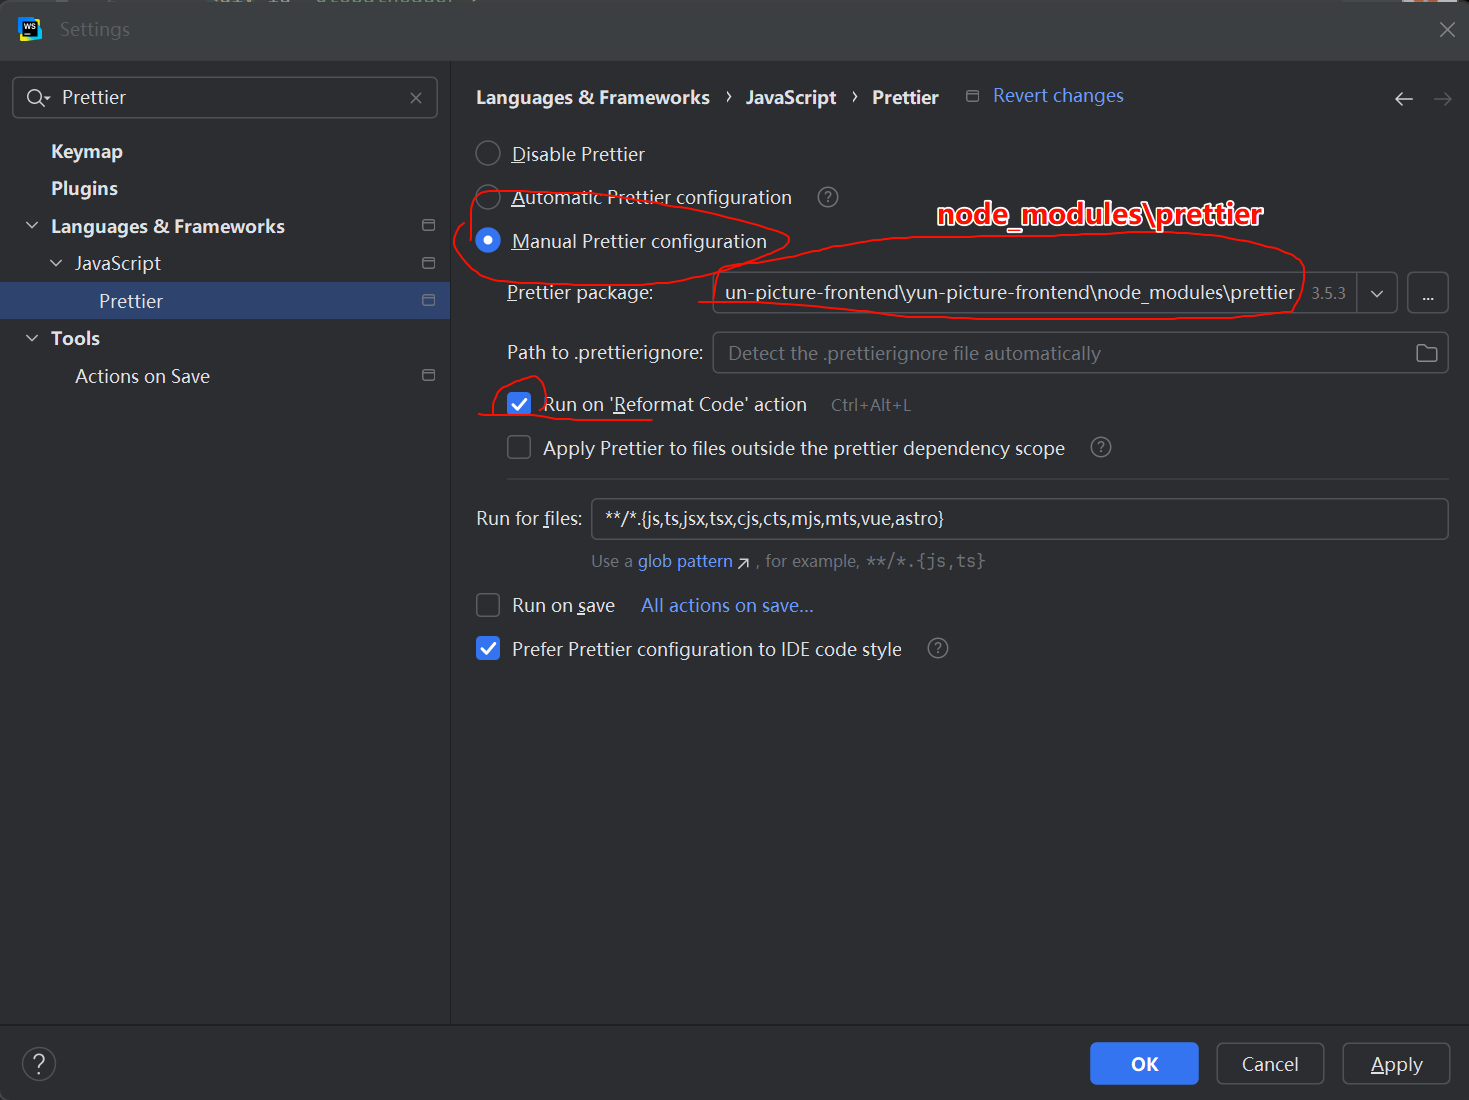 WS
Settings
Prettier
Keymap
Plugins
Languages & Frameworks
JavaScript
Prettier
Tools
Actions on Save
Languages & Frameworks › JavaScript › Prettier Revert changes
Disable Prettier
Automatic Prettier configuration ?
node_modules\prettier
Manual Prettier configuration
Prettier package: un-picture-frontend\yun-picture-frontend\node_modules\prettier 3.5.3 ...
Path to .prettierignore: Detect the .prettierignore file automatically
Run on 'Reformat Code' action Ctrl+Alt+L
Apply Prettier to files outside the prettier dependency scope ?
Run for files: **/*.{js,ts,jsx,tsx,cjs,cts,mjs,mts,vue,astro}
Use a glob pattern , for example, **/*.{js,ts}
Run on save All actions on save...
Prefer Prettier configuration to IDE code style ?
? OK Cancel Apply